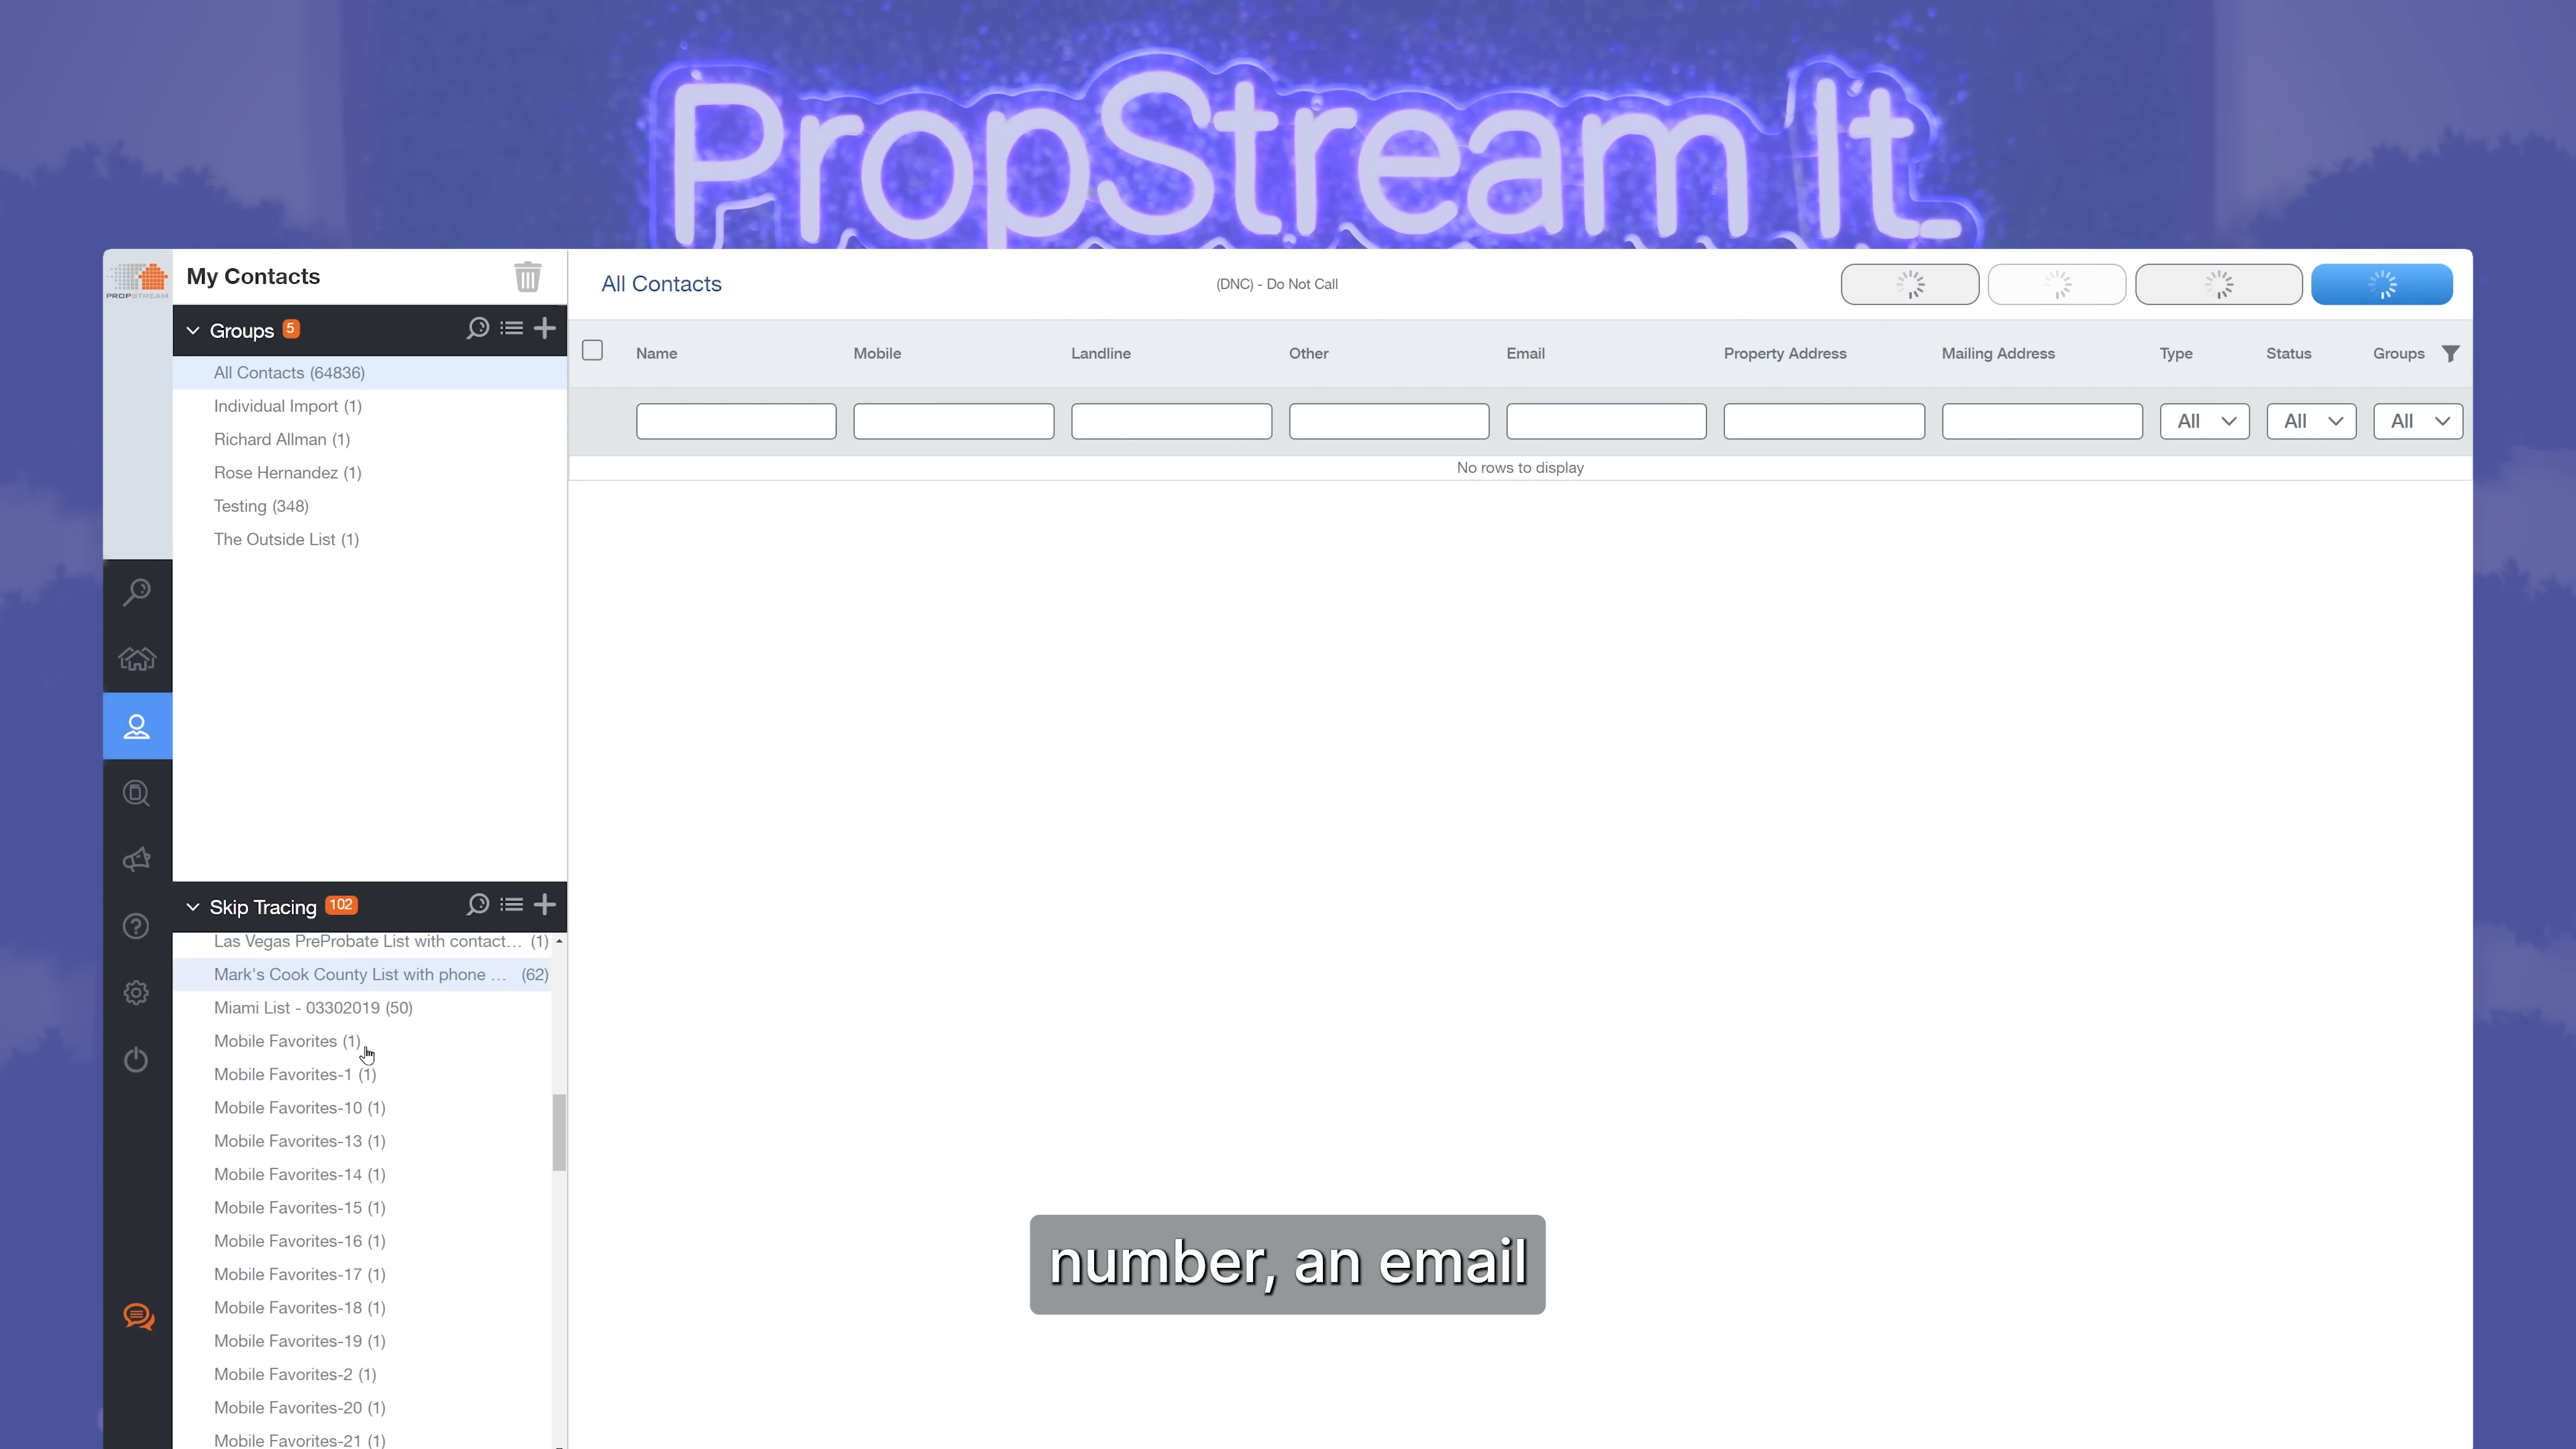 PropStream It
PROPSTREAM
My Contacts
All Contacts
(DNC) - Do Not Call
Groups 5
All Contacts (64836)
Individual Import (1)
Richard Allman (1)
Rose Hernandez (1)
Testing (348)
The Outside List (1)
Name Mobile Landline Other Email Property Address Mailing Address Type Status Groups
All All All
No rows to display
Skip Tracing 102
Las Vegas PreProbate List with contact... (1)
Mark's Cook County List with phone ... (62)
Miami List - 03302019 (50)
Mobile Favorites (1)
Mobile Favorites-1 (1)
Mobile Favorites-10 (1)
Mobile Favorites-13 (1)
Mobile Favorites-14 (1)
Mobile Favorites-15 (1)
Mobile Favorites-16 (1)
Mobile Favorites-17 (1)
Mobile Favorites-18 (1)
Mobile Favorites-19 (1)
Mobile Favorites-2 (1)
Mobile Favorites-20 (1)
Mobile Favorites-21 (1)
number, an email